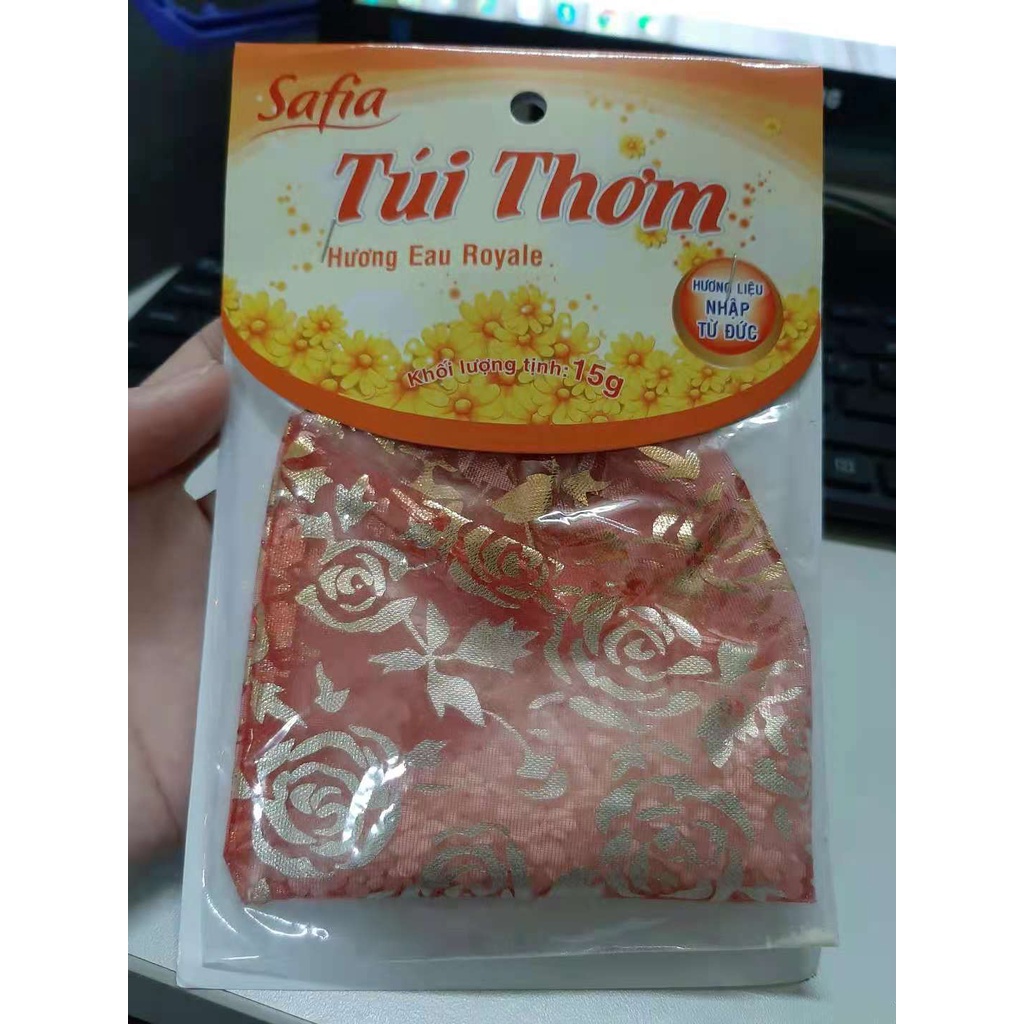 Safia
Túi Thơm
Hương Eau Royale
HƯƠNG LIỆU
NHẬP
TỪ ĐỨC
Khối lượng tịnh: 15g